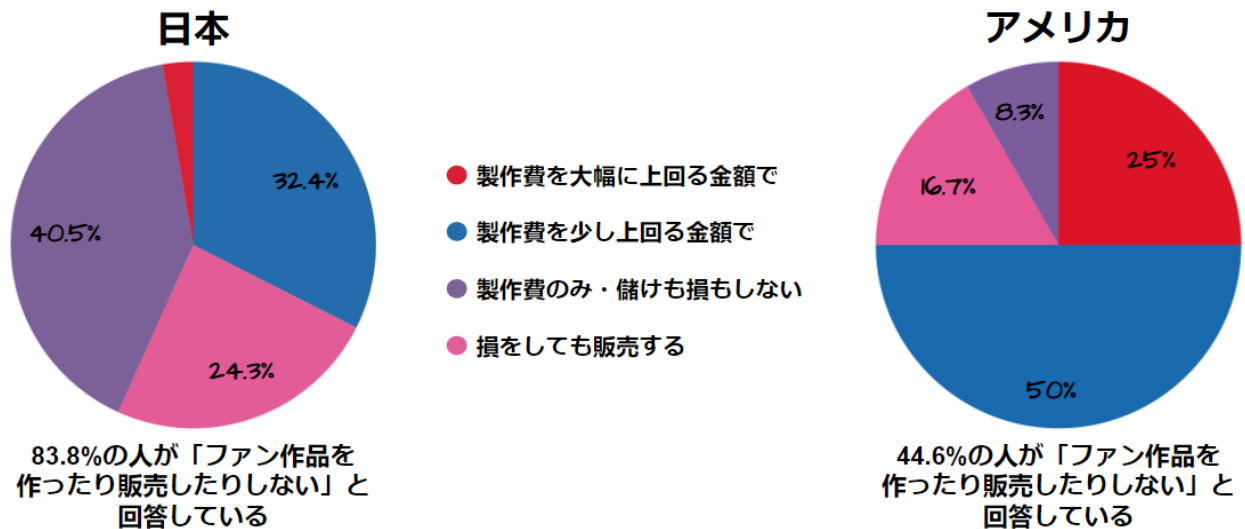 日本
32.4%
40.5%
24.3%
83.8%の人が「ファン作品を
作ったり販売したりしない」と
回答している
製作費を大幅に上回る金額で
製作費を少し上回る金額で
製作費のみ・儲けも損もしない
損をしても販売する
アメリカ
8.3%
25%
16.7%
50%
44.6%の人が「ファン作品を
作ったり販売したりしない」と
回答している